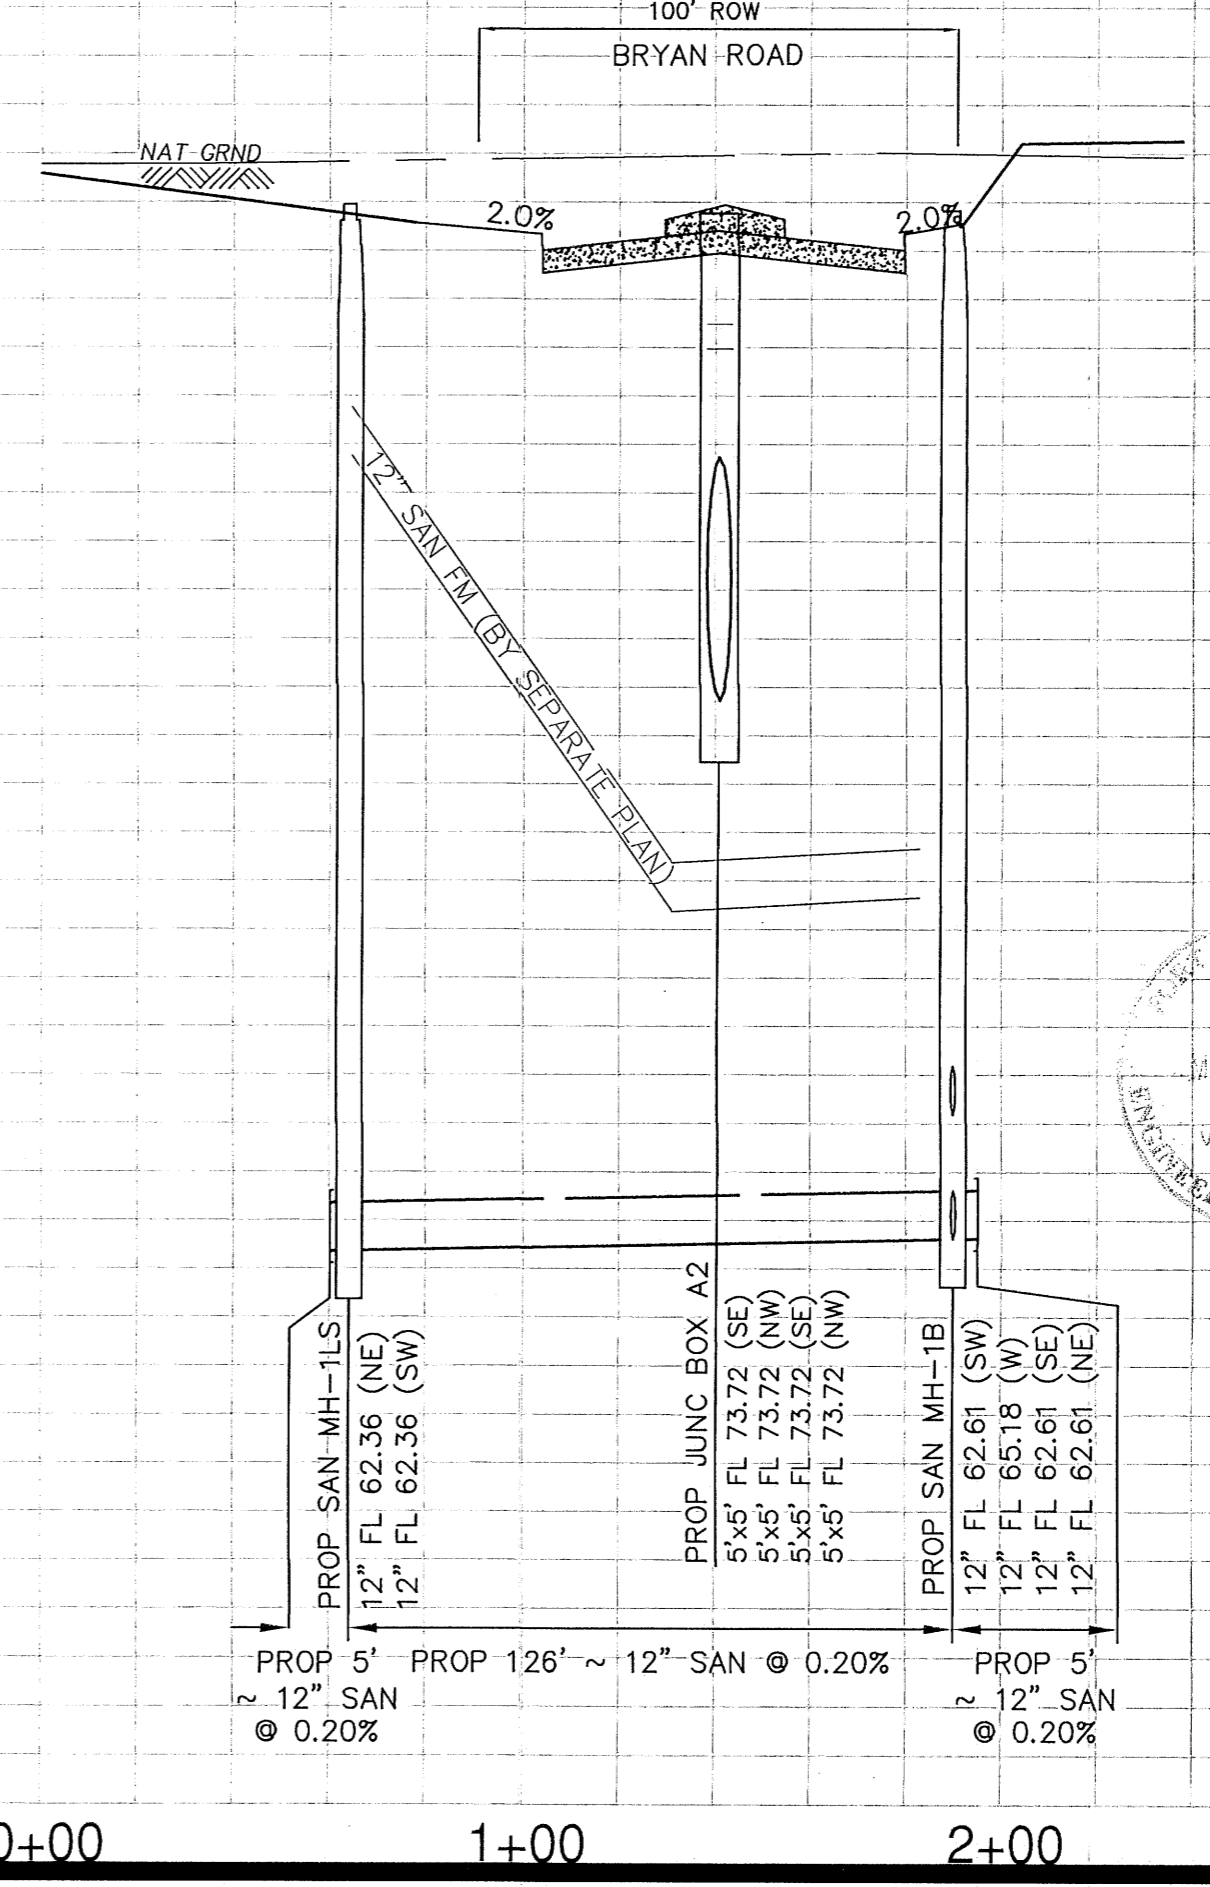 100' ROW
BRYAN ROAD
NAT GRND
2.0%
2.0%
12" SAN FM (BY SEPARATE PLAN)
PROP SAN MH-1LS
12" FL 62.36 (NE)
12" FL 62.36 (SW)
PROP JUNC BOX A2
5'x5' FL 73.72 (SE)
5'x5' FL 73.72 (NW)
5'x5' FL 73.72 (SE)
5'x5' FL 73.72 (NW)
PROP SAN MH-1B
12" FL 62.61 (SW)
12" FL 65.18 (W)
12" FL 62.61 (SE)
12" FL 62.61 (NE)
PROP 5'
~ 12" SAN
@ 0.20%
PROP 126' ~ 12" SAN @ 0.20%
PROP 5'
~ 12" SAN
@ 0.20%
0+00
1+00
2+00